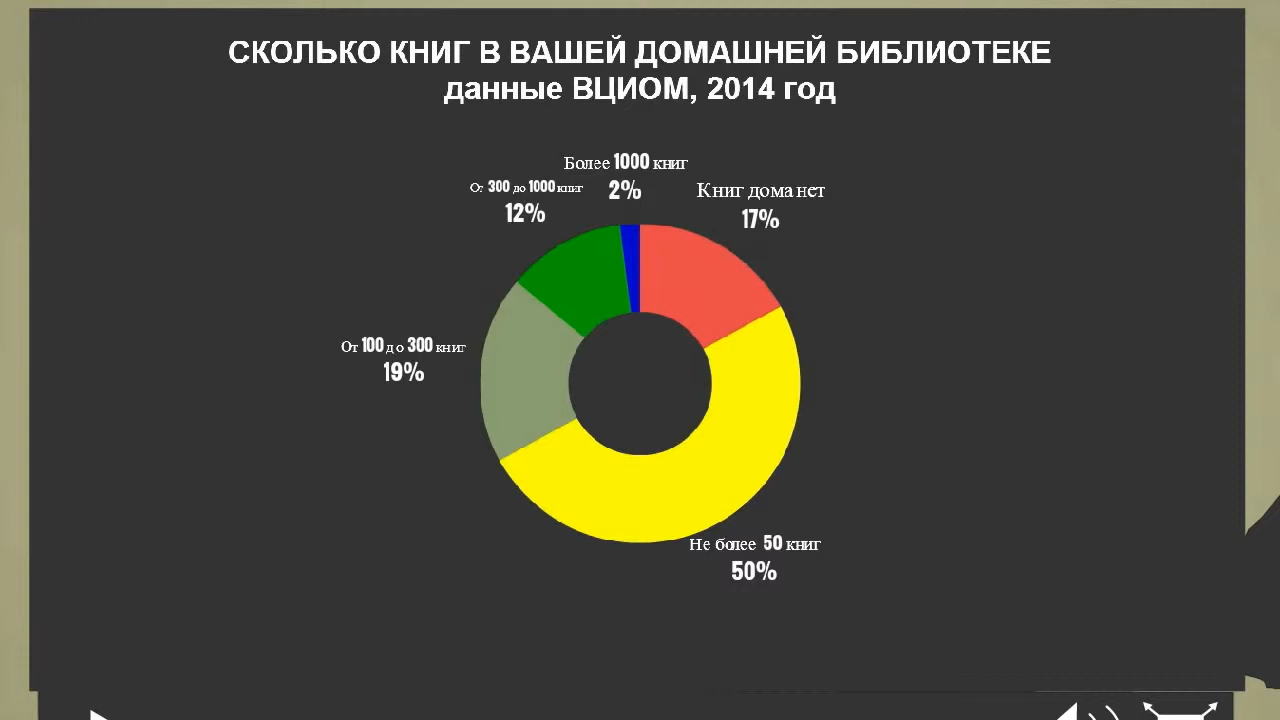 СКОЛЬКО КНИГ В ВАШЕЙ ДОМАШНЕЙ БИБЛИОТЕКЕ
данные ВЦИОМ, 2014 год
Более 1000 книг
2%
От 300 до 1000 книг
12%
Книг дома нет
17%
От 100 до 300 книг
19%
Не более 50 книг
50%